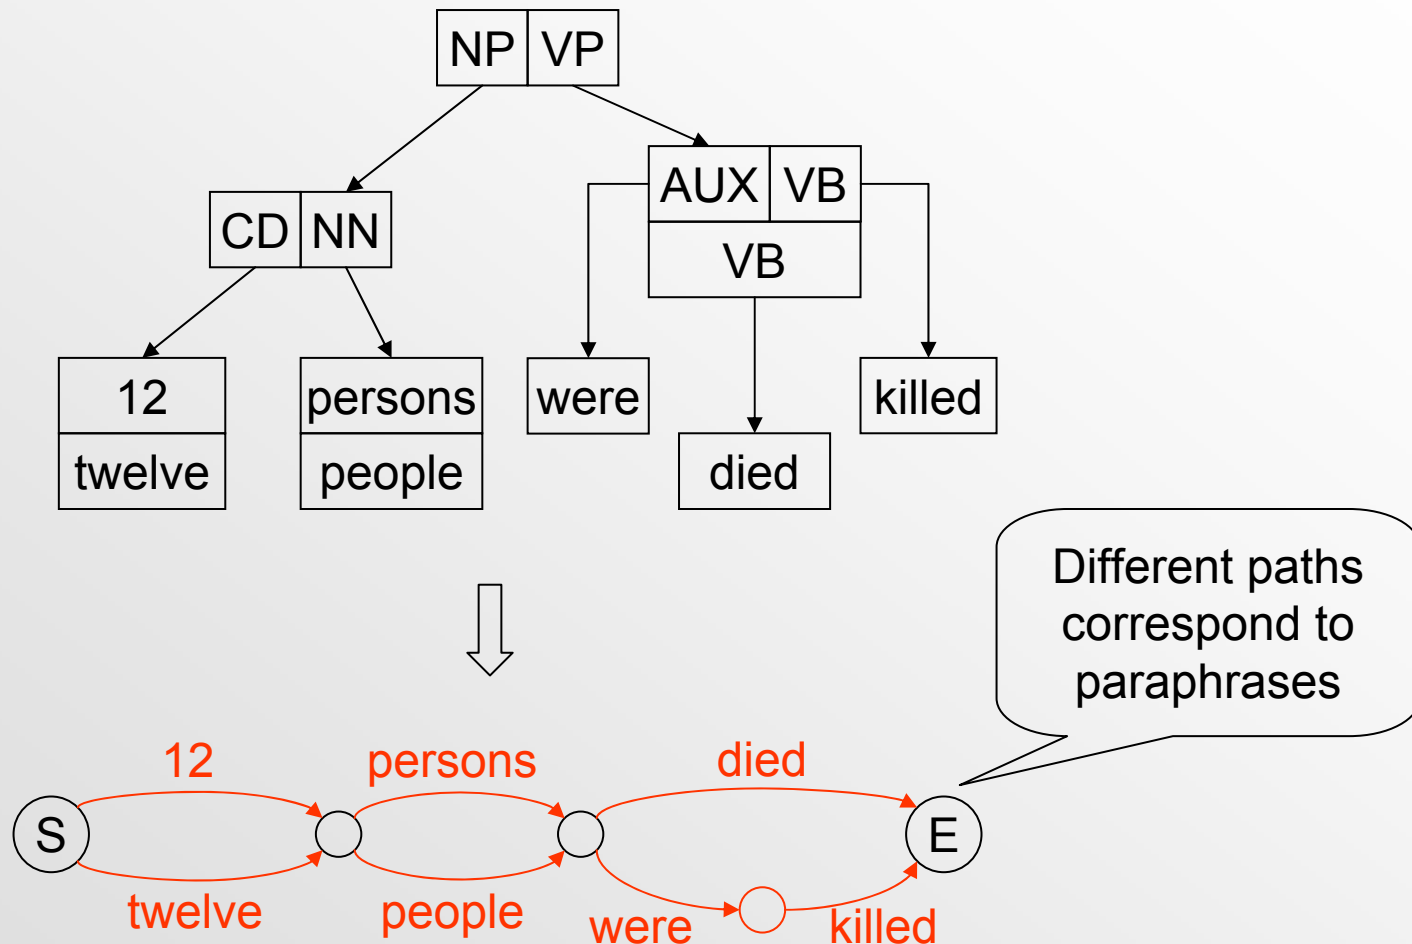 NP VP
AUX VB
CD NN
VB
12 persons were killed
twelve people died
Different paths
correspond to
paraphrases
12 persons died
S E
twelve people were killed